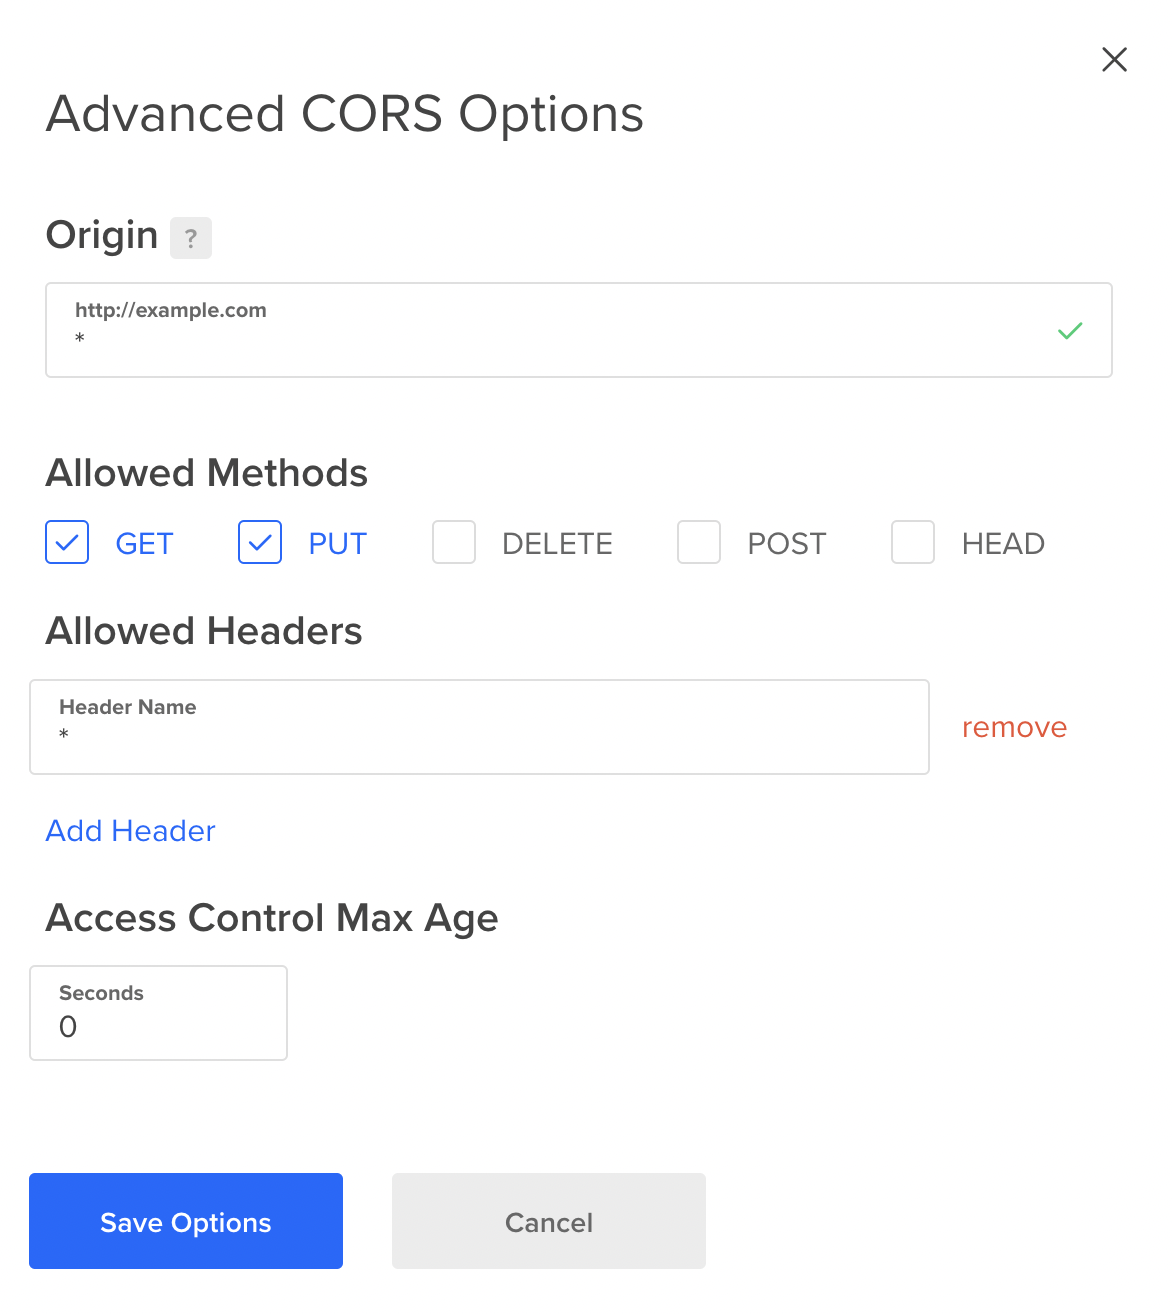 Advanced CORS Options
Origin ?
http://example.com
*
Allowed Methods
GET PUT DELETE POST HEAD
Allowed Headers
Header Name
*
remove
Add Header
Access Control Max Age
Seconds
0
Save Options Cancel